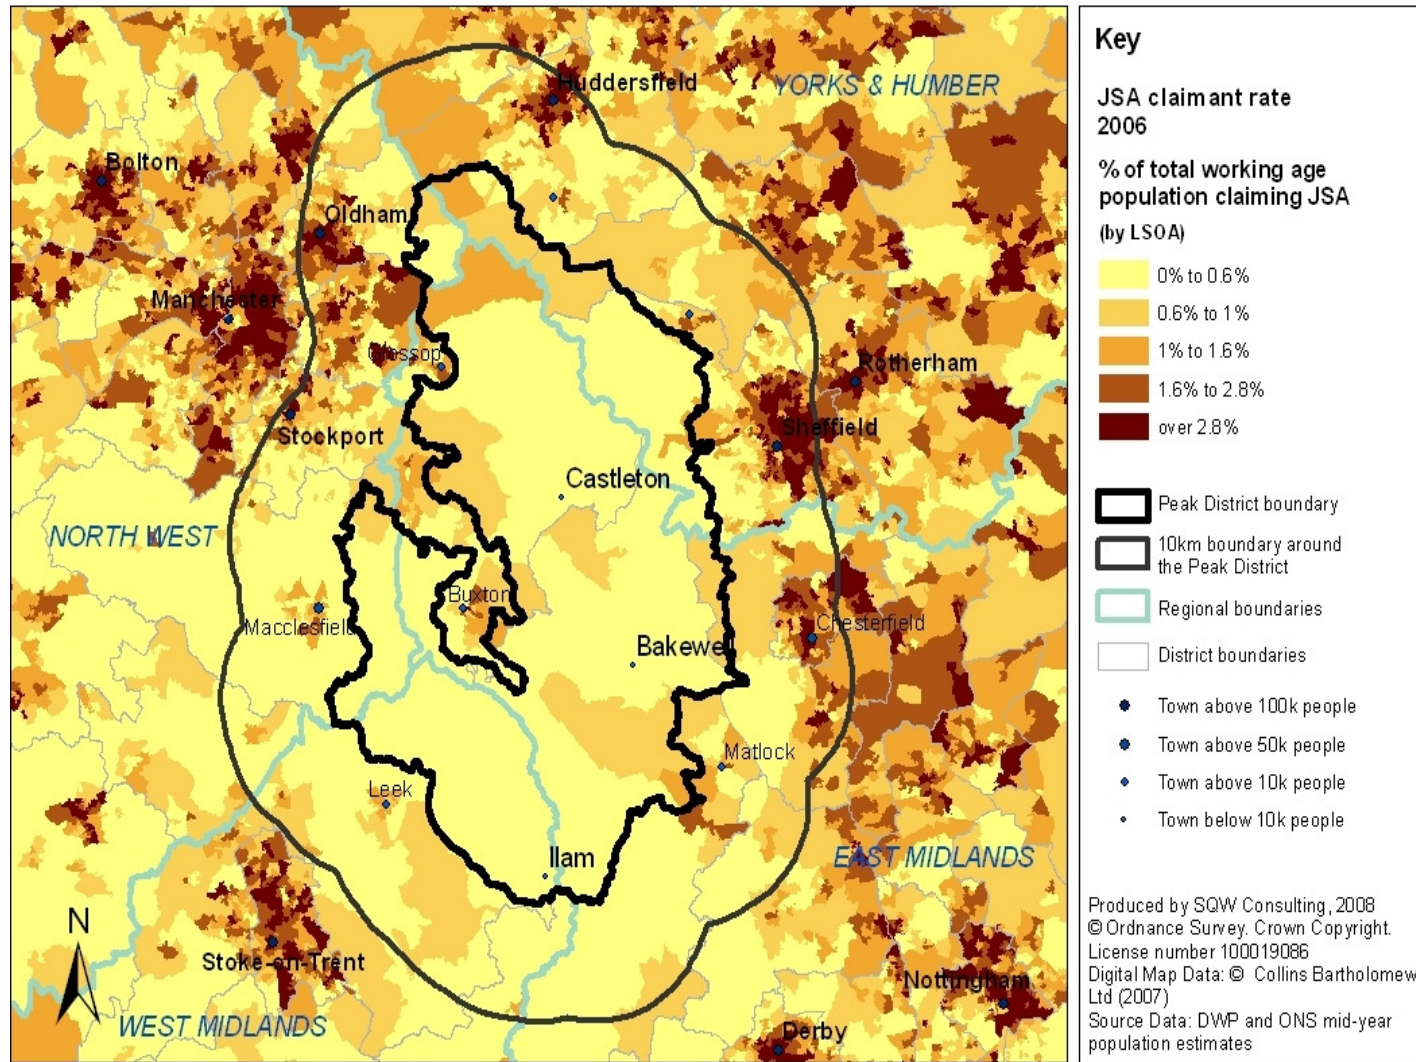 Huddersfield
YORKS & HUMBER
Bolton
Oldham
Manchester
Glossop
Rotherham
Stockport
Sheffield
Castleton
NORTH WEST
Buxton
Macclesfield
Chesterfield
Bakewell
Matlock
Leek
Ilam
EAST MIDLANDS
N
Stoke-on-Trent
Nottingham
WEST MIDLANDS
Derby
Key
JSA claimant rate
2006
% of total working age
population claiming JSA
(by LSOA)
0% to 0.6%
0.6% to 1%
1% to 1.6%
1.6% to 2.8%
over 2.8%
Peak District boundary
10km boundary around
the Peak District
Regional boundaries
District boundaries
Town above 100k people
Town above 50k people
Town above 10k people
Town below 10k people
Produced by SQW Consulting, 2008
© Ordnance Survey. Crown Copyright.
License number 100019086
Digital Map Data: © Collins Bartholomew
Ltd (2007)
Source Data: DWP and ONS mid-year
population estimates